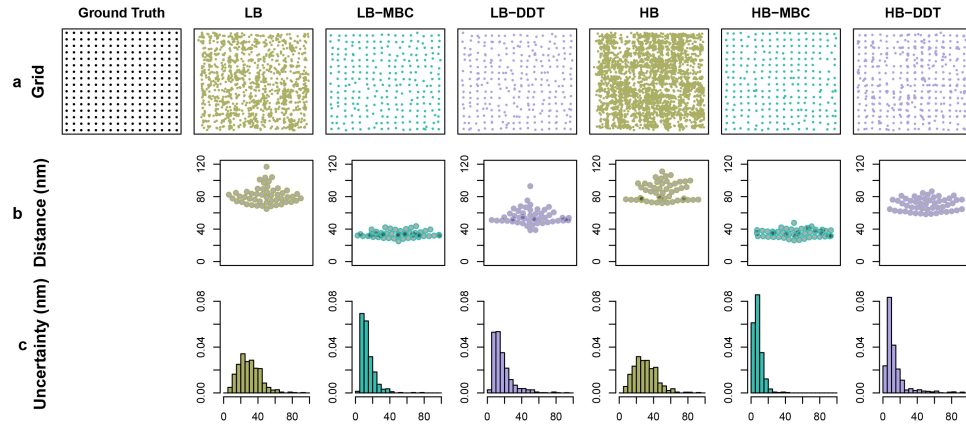 Ground Truth LB LB−MBC LB−DDT HB HB−MBC HB−DDT
a Grid
b Distance (nm)
0 40 80 120 0 40 80 120 0 40 80 120 0 40 80 120 0 40 80 120 0 40 80 120
c Uncertainty (nm)
0.00 0.04 0.08 0.00 0.04 0.08 0.00 0.04 0.08 0.00 0.04 0.08 0.00 0.04 0.08 0.00 0.04 0.08
0 40 80 0 40 80 0 40 80 0 40 80 0 40 80 0 40 80